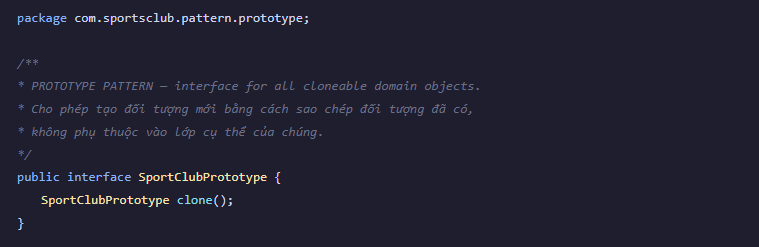 package com.sportsclub.pattern.prototype;
/**
* PROTOTYPE PATTERN — interface for all cloneable domain objects.
* Cho phép tạo đối tượng mới bằng cách sao chép đối tượng đã có,
* không phụ thuộc vào lớp cụ thể của chúng.
*/
public interface SportClubPrototype {
SportClubPrototype clone();
}